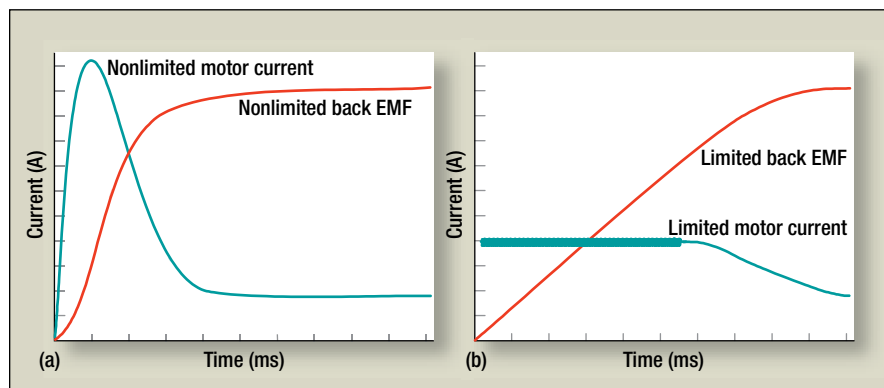 Nonlimited motor current
Nonlimited back EMF
Current (A)
(a)
Time (ms)
Limited back EMF
Limited motor current
Current (A)
(b)
Time (ms)